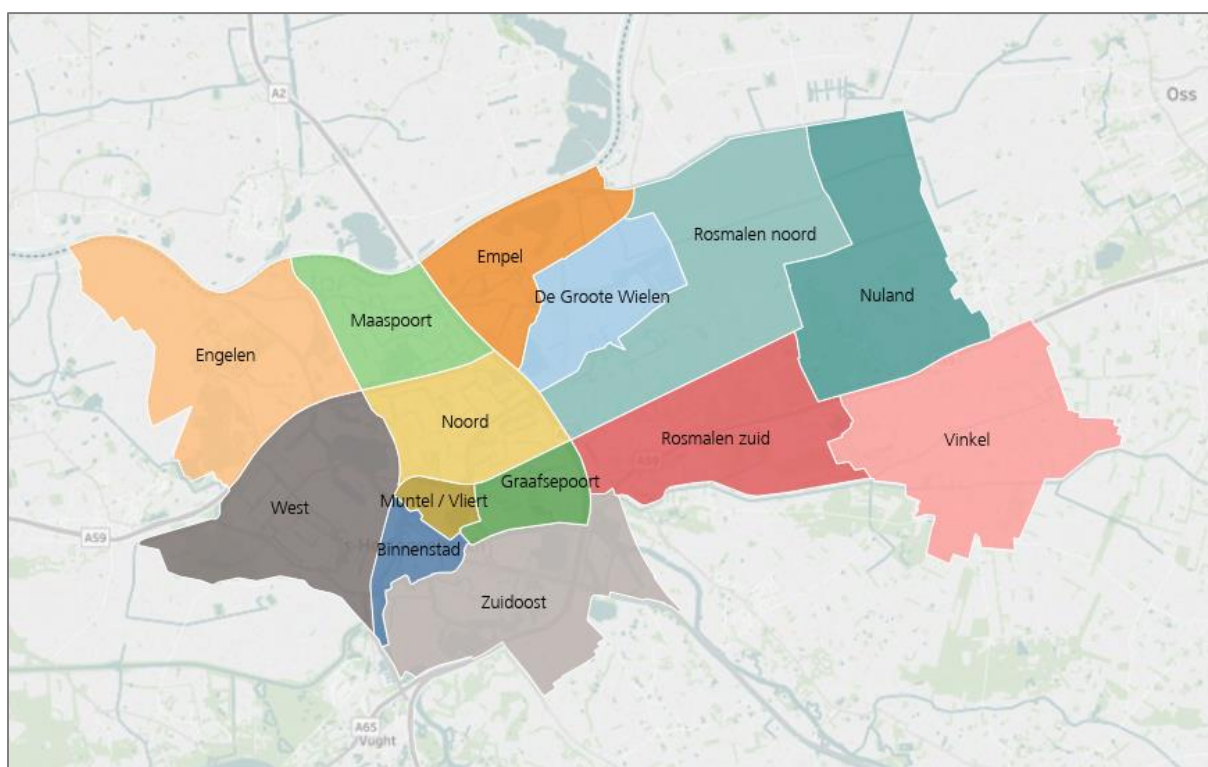 A2
Oss
Rosmalen noord
Empel
De Groote Wielen
Nuland
Maaspoort
Engelen
Noord
Rosmalen zuid
Vinkel
A59
Graafsepoort
Muntel / Vliert
West
A59
Binnenstad
Zuidoost
A65
Vught